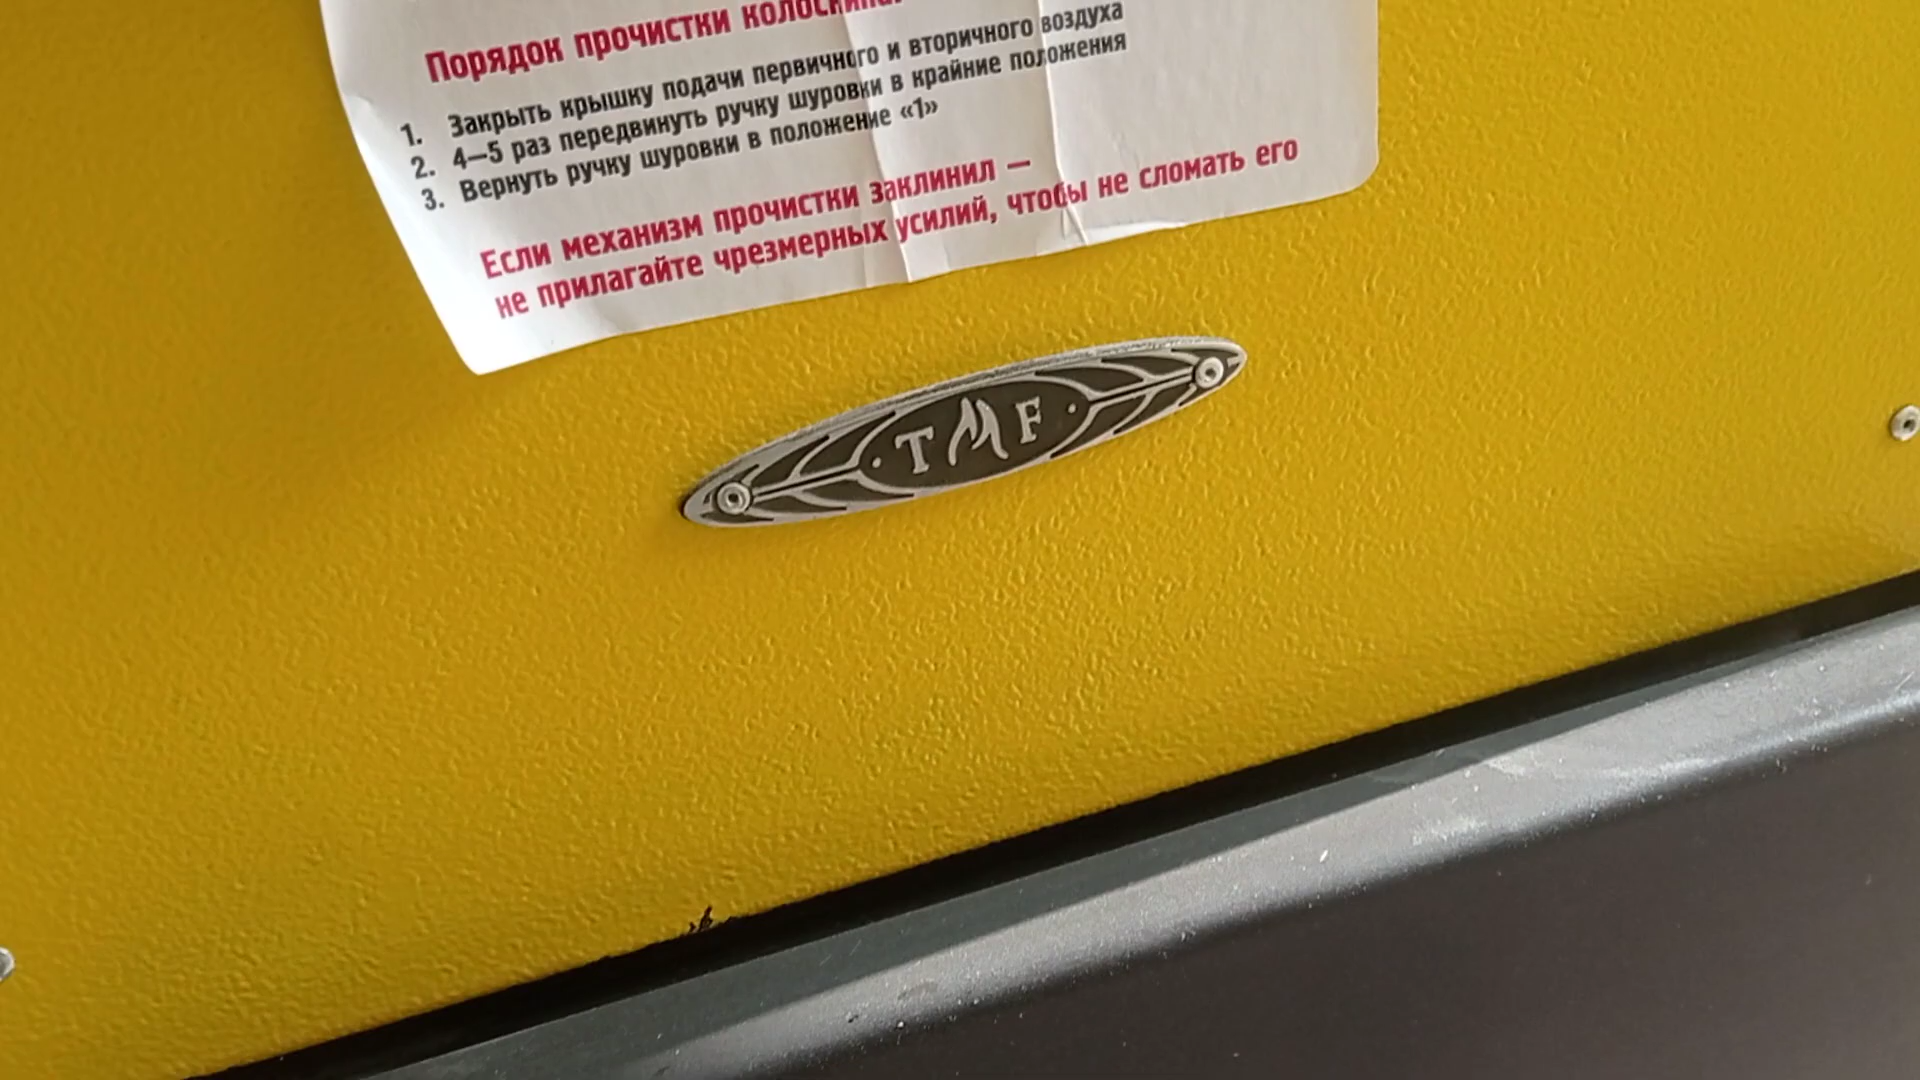 Порядок прочистки колосника:
1. Закрыть крышку подачи первичного и вторичного воздуха
2. 4–5 раз передвинуть ручку шуровки в крайние положения
3. Вернуть ручку шуровки в положение «1»
Если механизм прочистки заклинил —
не прилагайте чрезмерных усилий, чтобы не сломать его
· TMF ·